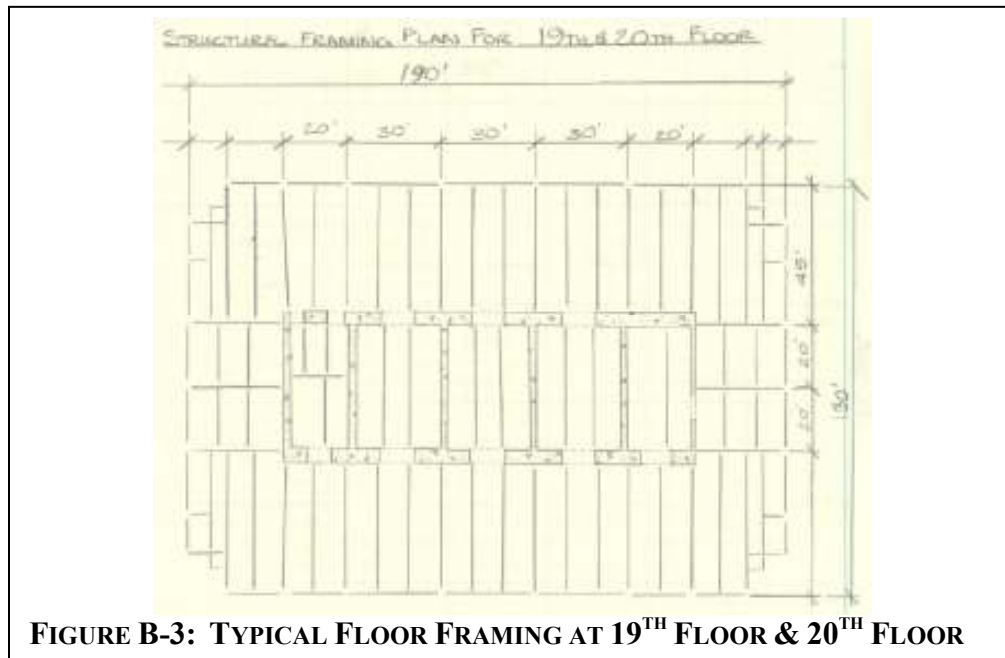 STRUCTURAL FRAMING PLAN FOR 19TH & 20TH FLOOR
190'
20' 30' 30' 30' 20'
45'
20'
20'
130'
FIGURE B-3: TYPICAL FLOOR FRAMING AT 19TH FLOOR & 20TH FLOOR